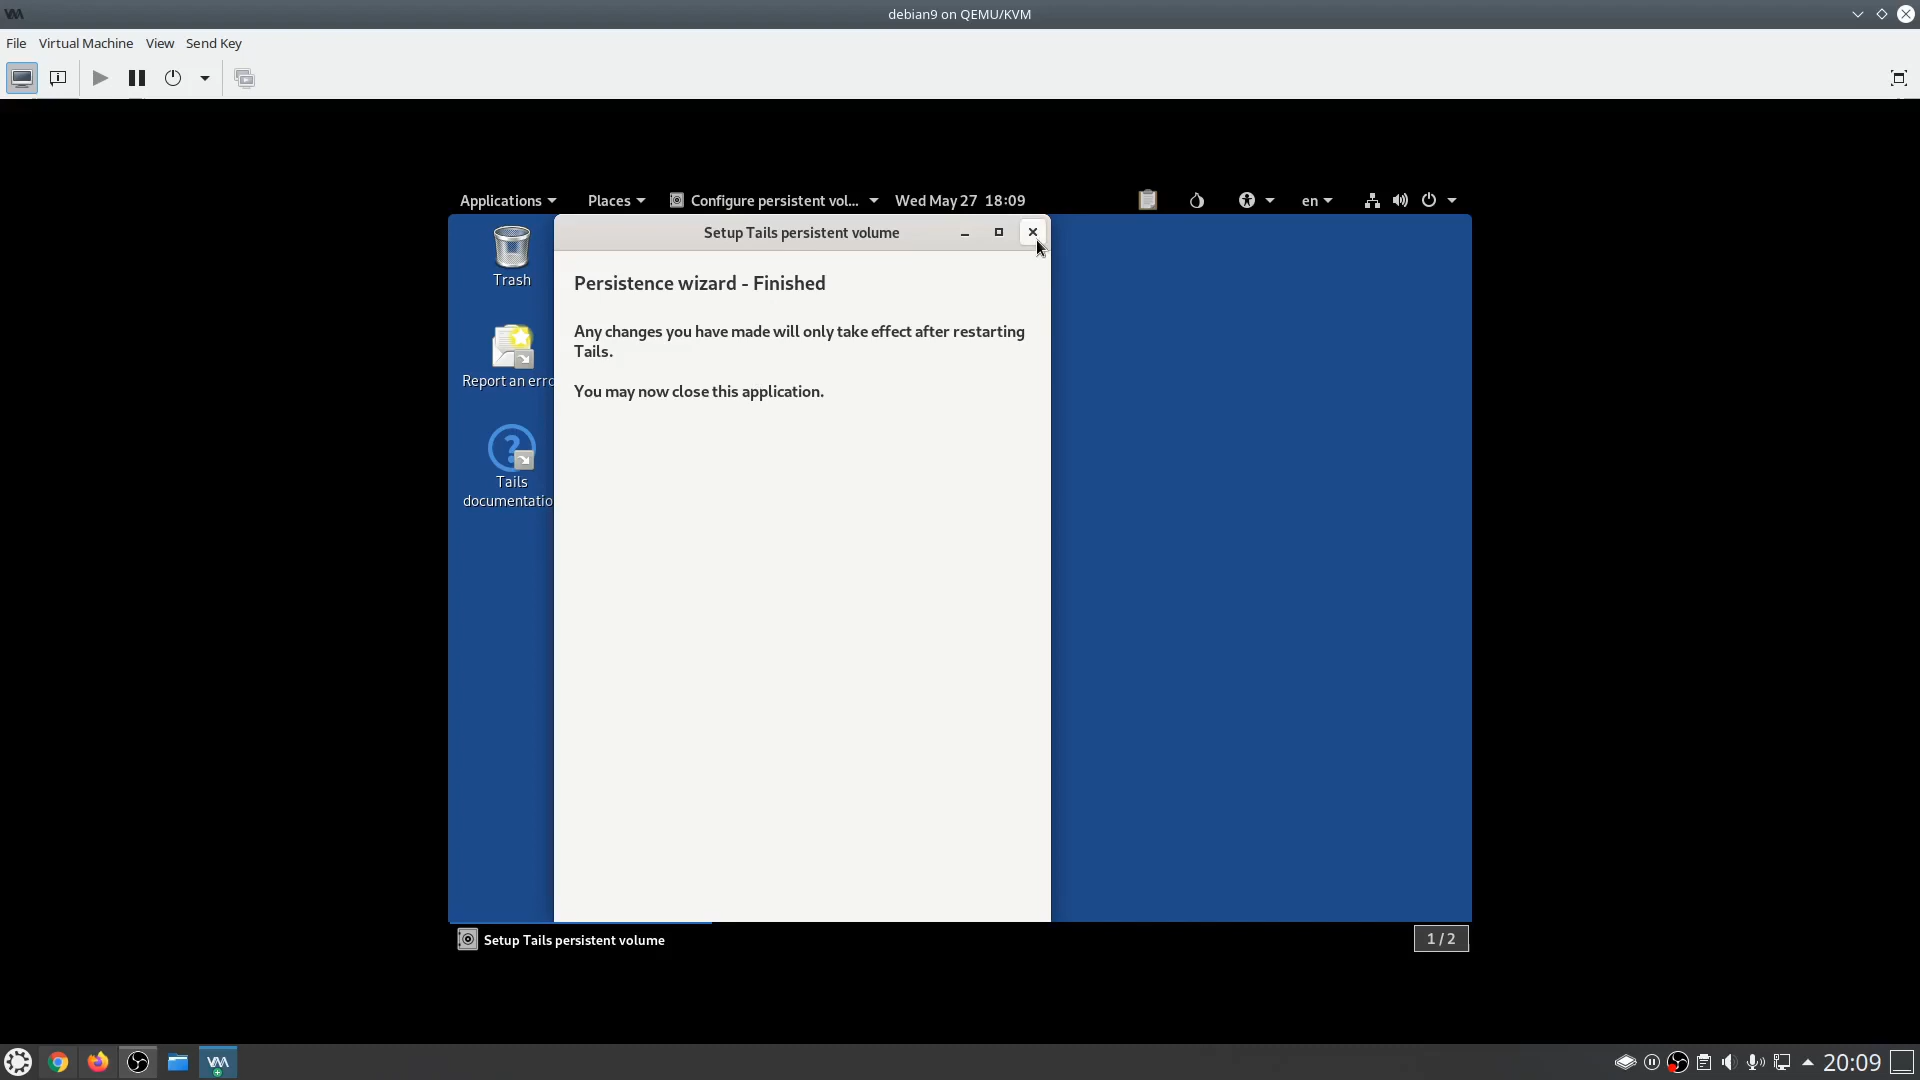 debian9 on QEMU/KVM
File Virtual Machine View Send Key
Applications Places Configure persistent vol... Wed May 27 18:09 en
Setup Tails persistent volume
Trash
Persistence wizard - Finished
Any changes you have made will only take effect after restarting
Tails.
Report an erro
You may now close this application.
Tails
documentatio
Setup Tails persistent volume
1 / 2
20:09